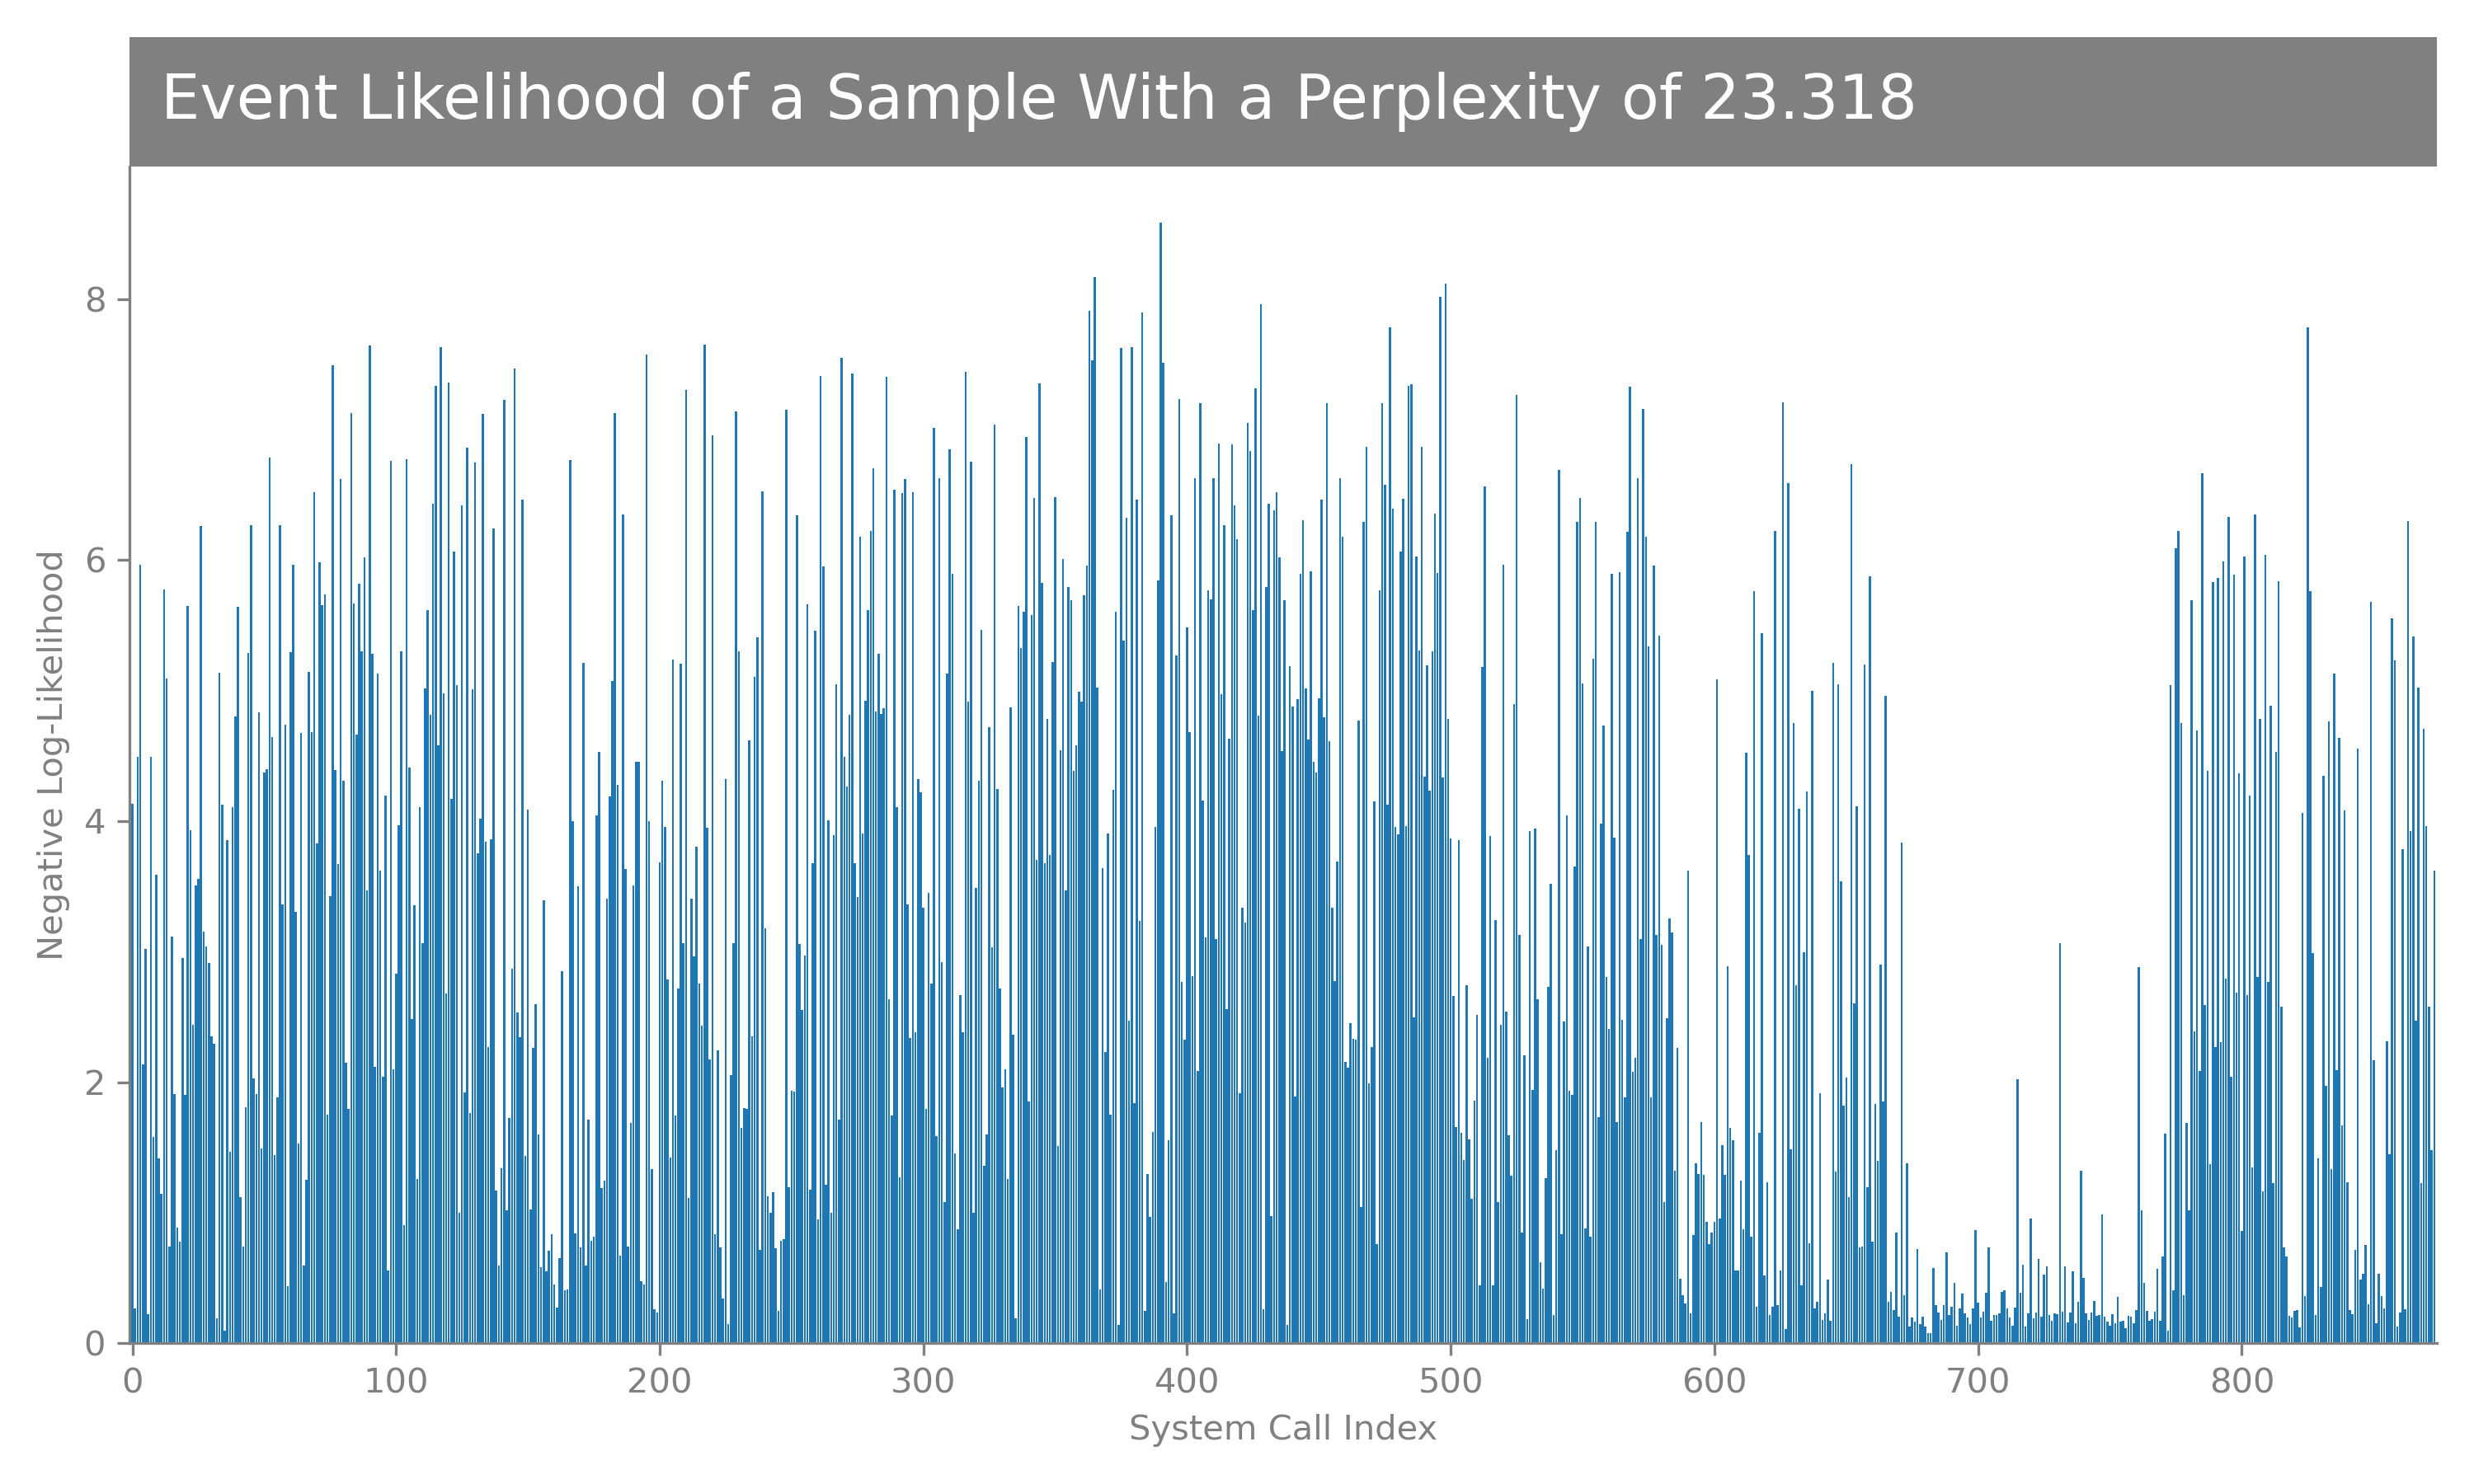 Event Likelihood of a Sample With a Perplexity of 23.318
Negative Log-Likelihood
8
6
4
2
0
0 100 200 300 400 500 600 700 800
System Call Index